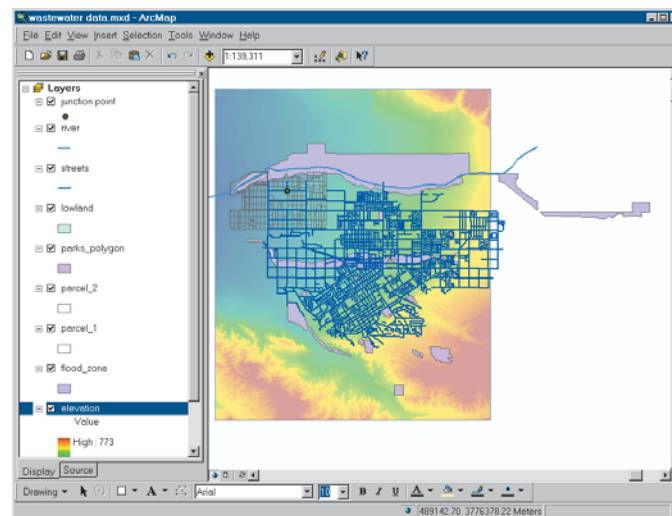 wastewater data.mxd - ArcMap
File Edit View Insert Selection Tools Window Help
1:139,311
Layers
junction point
river
streets
lowland
parks_polygon
parcel_2
parcel_1
flood_zone
elevation
Value
High : 773
Display Source
Drawing A Arial 10 B I U A
489142.70 3776378.22 Meters